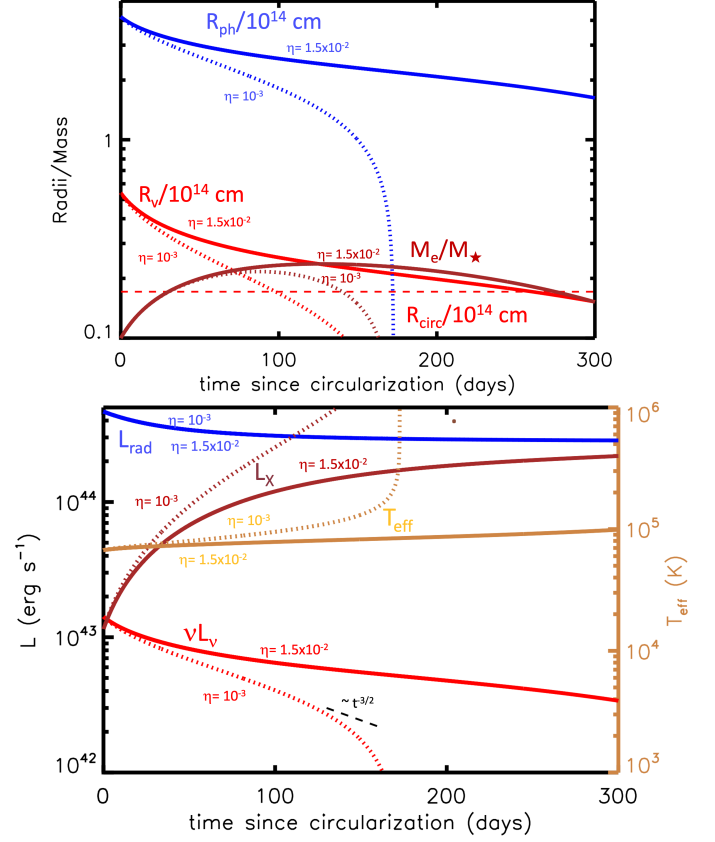 R_ph/10^14 cm
η= 1.5x10^-2
η= 10^-3
1
Radii/Mass
R_v/10^14 cm
η= 1.5x10^-2
η= 10^-3
η= 1.5x10^-2
M_e/M_★
η= 10^-3
R_circ/10^14 cm
0.1
0 100 200 300
time since circularization (days)
10^6
η= 10^-3
L_rad
η= 1.5x10^-2
η= 1.5x10^-2
L_X
10^44
η= 10^-3
η= 10^-3
T_eff
10^5
η= 1.5x10^-2
L (erg s^-1)
T_eff (K)
10^43
νL_ν
η= 1.5x10^-2
10^4
η= 10^-3
~ t^-3/2
10^42
10^3
0 100 200 300
time since circularization (days)